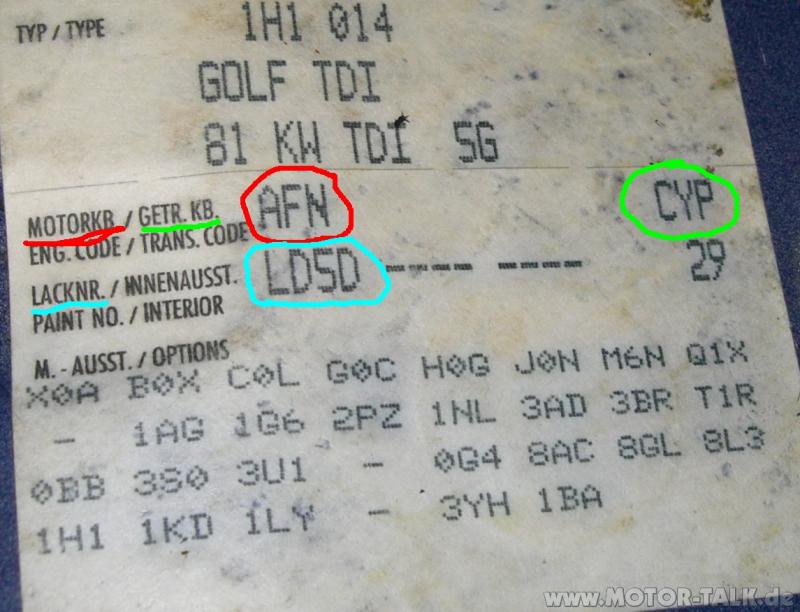 TYP / TYPE 1H1 014
GOLF TDI
81 KW TDI 5G
MOTORKB. / GETR. KB. AFN CYP
ENG. CODE / TRANS. CODE
LACKNR. / INNENAUSST. LD5D ---- ---- 29
PAINT NO. / INTERIOR
M. - AUSST. / OPTIONS
X0A B0X C0L G0C H0G J0N M6N Q1X
- 1AG 1G6 2PZ 1NL 3AD 3BR T1R
0BB 3S0 3U1 - 0G4 8AC 8GL 8L3
1H1 1KD 1LY - 3YH 1BA
www.MOTOR-TALK.de